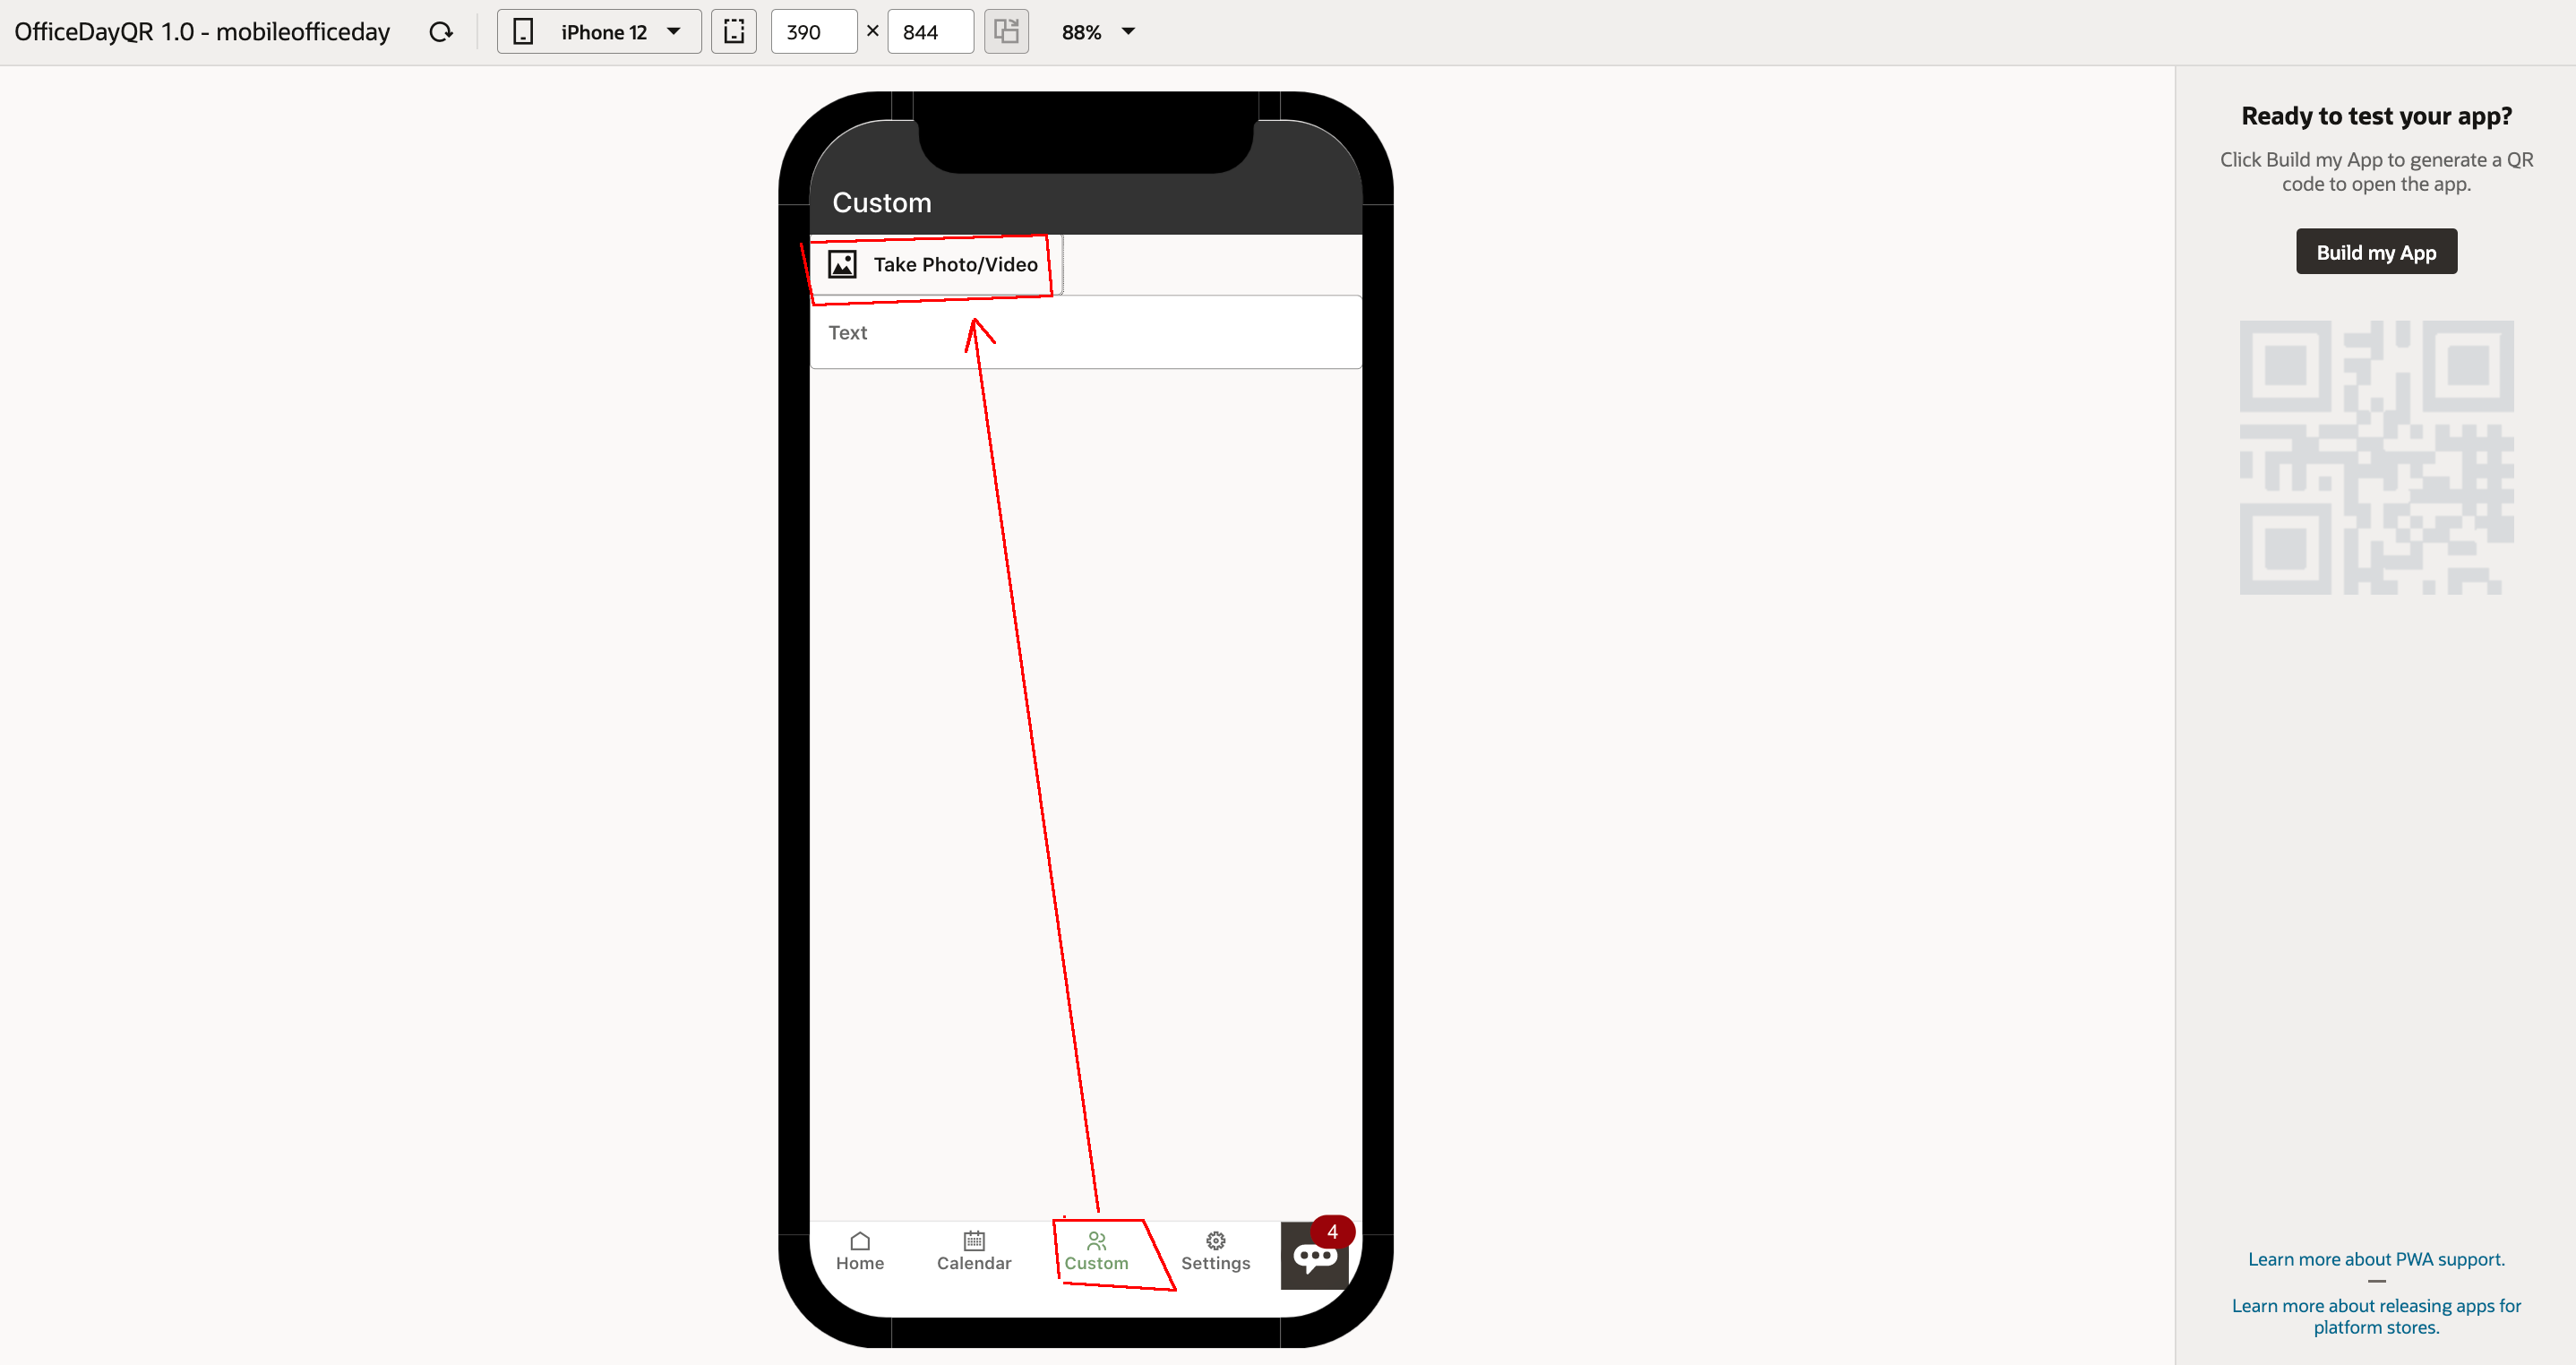 OfficeDayQR 1.0 - mobileofficeday
iPhone 12
390 × 844
88%
Ready to test your app?
Click Build my App to generate a QR
code to open the app.
Build my App
Custom
Take Photo/Video
Text
Home
Calendar
Custom
Settings
4
Learn more about PWA support.
Learn more about releasing apps for
platform stores.